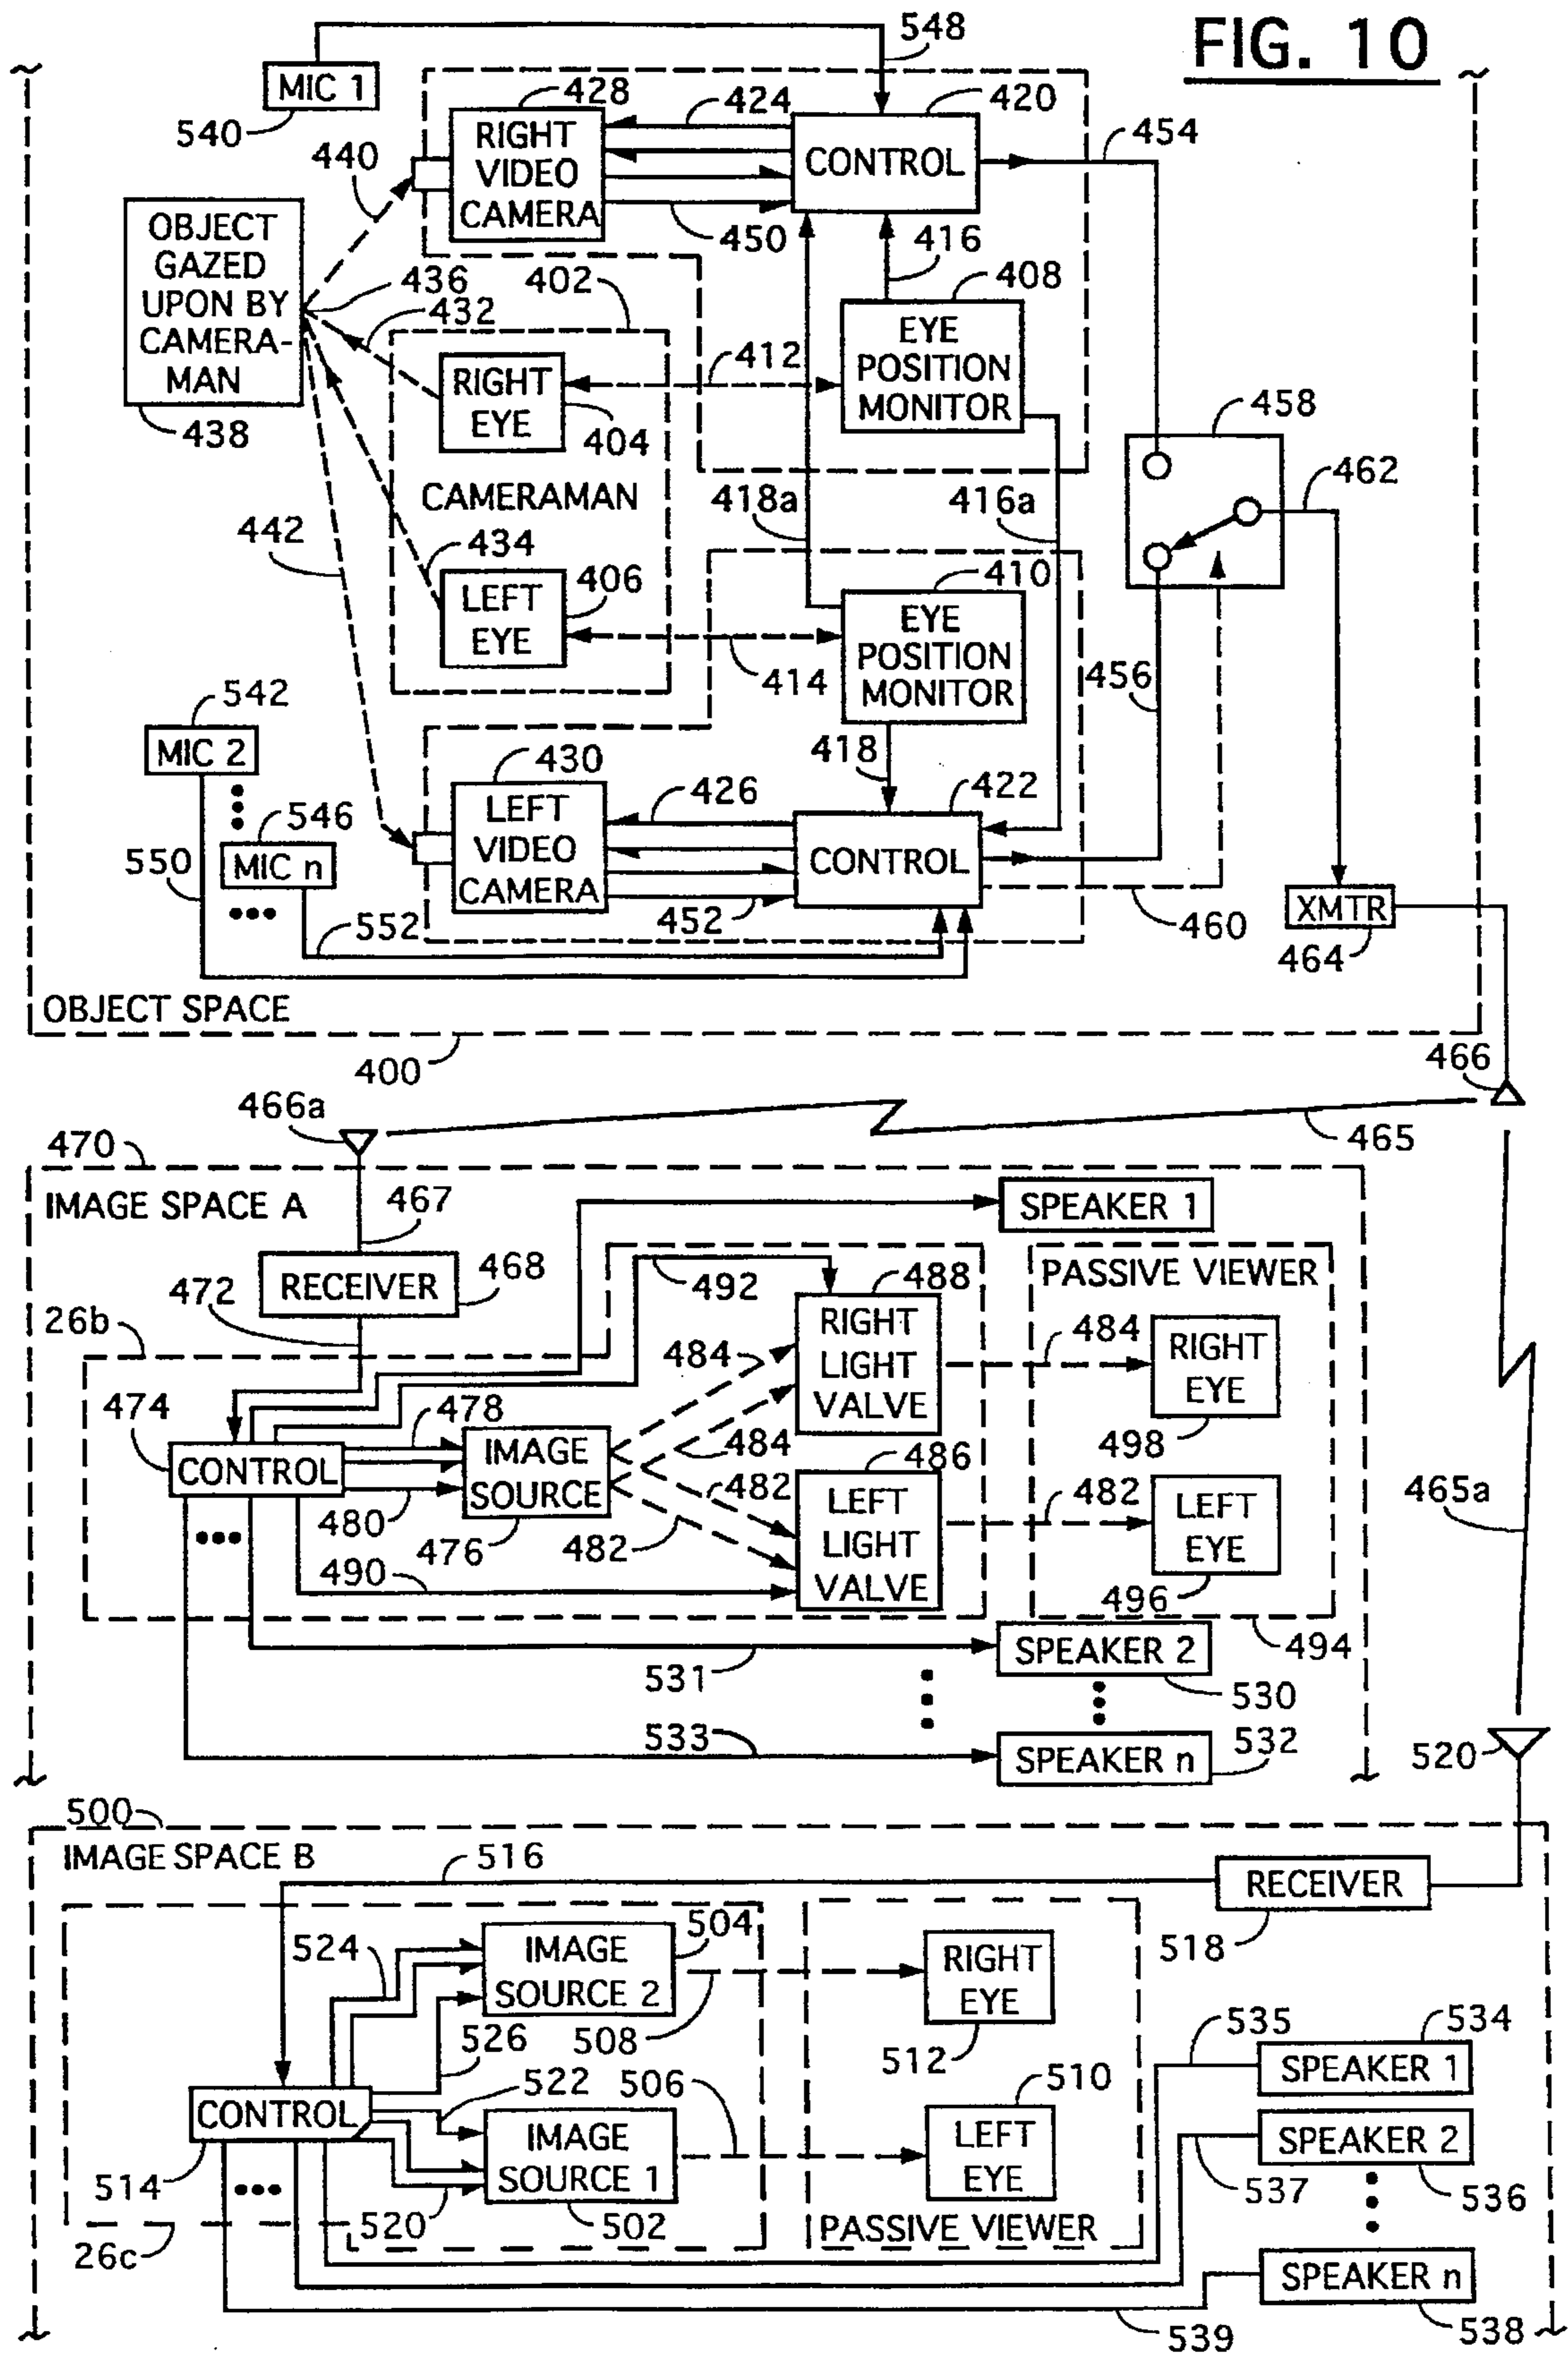 FIG. 10
548
MIC 1
540
428
424
420
454
RIGHT
VIDEO
CAMERA
CONTROL
440
450
416
OBJECT
GAZED
UPON BY
CAMERA-
MAN
438
436
432
402
408
EYE
POSITION
MONITOR
412
RIGHT
EYE
404
458
462
CAMERAMAN
418a
416a
442
434
410
LEFT
EYE
406
EYE
POSITION
MONITOR
414
456
542
MIC 2
418
430
426
422
546
LEFT
VIDEO
CAMERA
CONTROL
550
MIC n
452
460
XMTR
464
552
OBJECT SPACE
400
466
466a
465
470
IMAGE SPACE A
467
SPEAKER 1
RECEIVER
468
472
492
488
PASSIVE VIEWER
26b
RIGHT
LIGHT
VALVE
484
484
RIGHT
EYE
474
478
484
498
CONTROL
IMAGE
SOURCE
486
482
482
LEFT
LIGHT
VALVE
LEFT
EYE
465a
480
476
482
490
496
494
531
SPEAKER 2
530
533
SPEAKER n
532
520
500
IMAGE SPACE B
516
RECEIVER
518
524
IMAGE
SOURCE 2
504
RIGHT
EYE
526
508
512
535
534
SPEAKER 1
522
506
510
CONTROL
IMAGE
SOURCE 1
LEFT
EYE
SPEAKER 2
514
520
502
537
536
PASSIVE VIEWER
26c
SPEAKER n
539
538